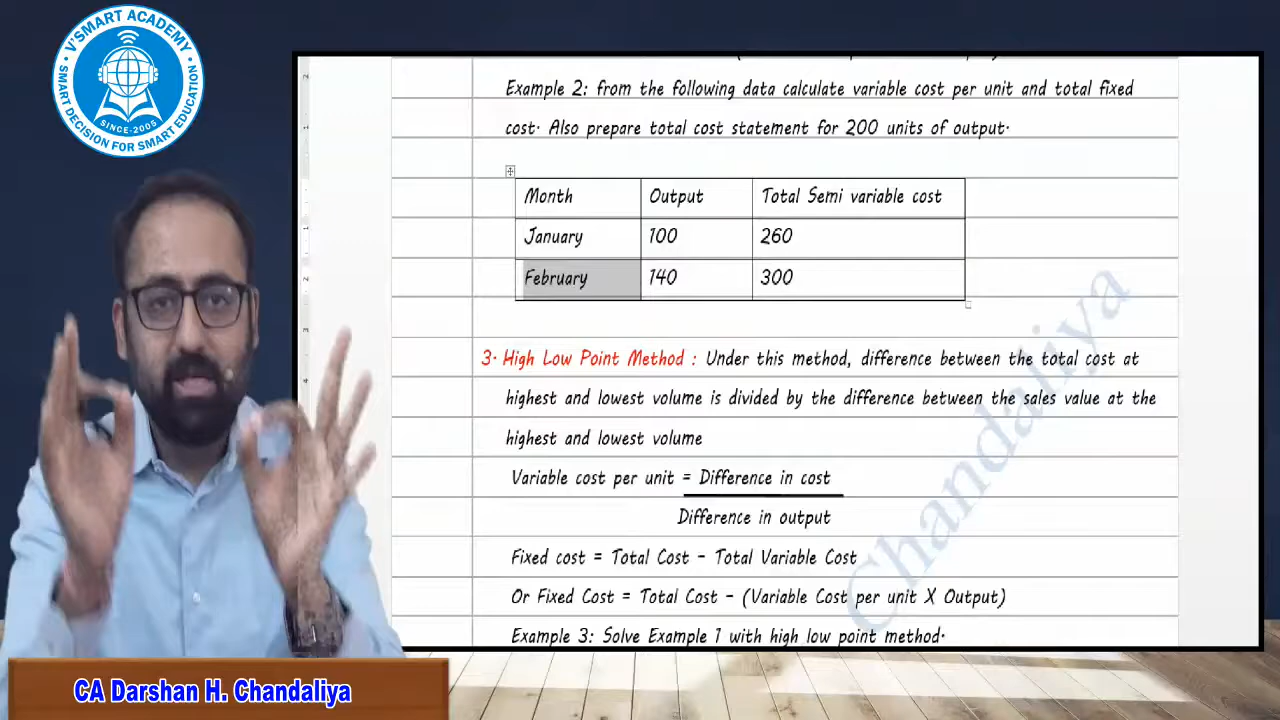 V'SMART ACADEMY
SMART DECISION FOR SMART EDUCATION
SINCE-2005
Example 2: from the following data calculate variable cost per unit and total fixed
cost. Also prepare total cost statement for 200 units of output.
Month Output Total Semi variable cost
January 100 260
February 140 300
3. High Low Point Method : Under this method, difference between the total cost at
highest and lowest volume is divided by the difference between the sales value at the
highest and lowest volume
Variable cost per unit = Difference in cost
Difference in output
Fixed cost = Total Cost - Total Variable Cost
Or Fixed Cost = Total Cost - (Variable Cost per unit X Output)
Example 3: Solve Example 1 with high low point method.
Chandaliya
CA Darshan H. Chandaliya